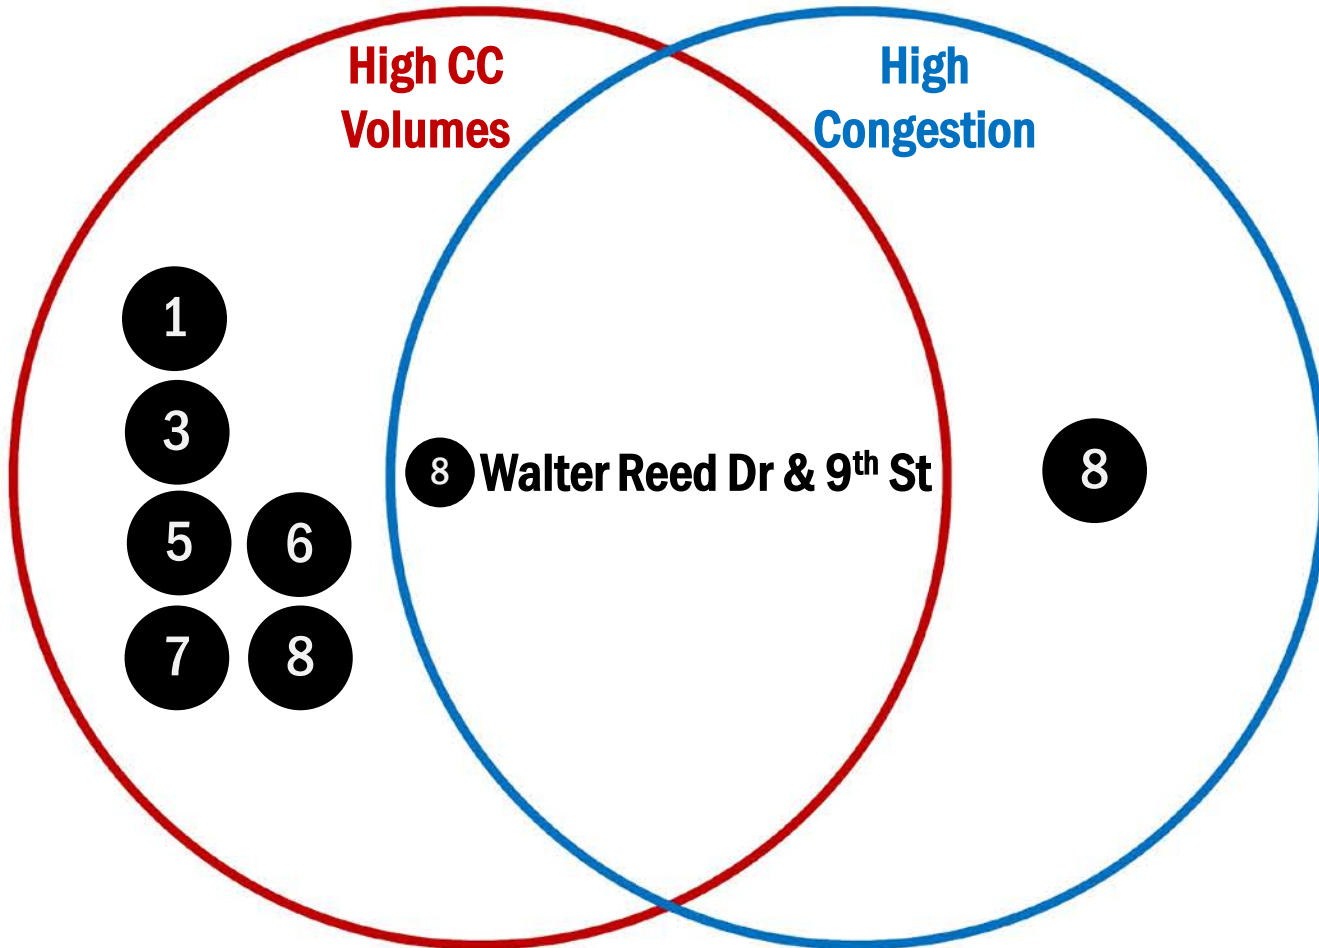 High CC
Volumes
High
Congestion
1
3
5 6
7 8
8 Walter Reed Dr & 9th St
8